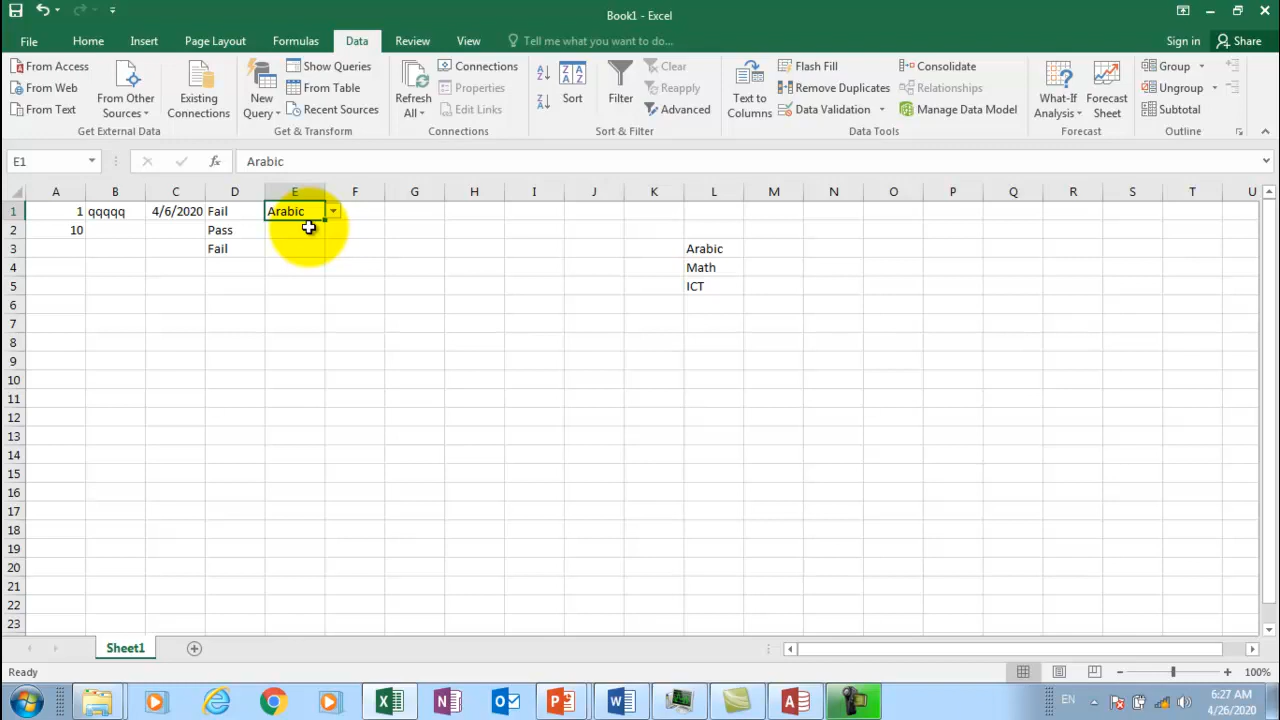 Book1 - Excel
File Home Insert Page Layout Formulas Data Review View Tell me what you want to do... Sign in Share
From Access
From Web
From Text
From Other Sources
Existing Connections
Get External Data
New Query
Show Queries
From Table
Recent Sources
Get & Transform
Refresh All
Connections
Properties
Edit Links
Connections
Sort
Filter
Clear
Reapply
Advanced
Sort & Filter
Text to Columns
Flash Fill
Remove Duplicates
Data Validation
Consolidate
Relationships
Manage Data Model
Data Tools
What-If Analysis
Forecast Sheet
Forecast
Group
Ungroup
Subtotal
Outline
E1 fx Arabic
A B C D E F G H I J K L M N O P Q R S T U
1 1 qqqqq 4/6/2020 Fail Arabic
2 10 Pass
3 Fail Arabic
4 Math
5 ICT
6
7
8
9
10
11
12
13
14
15
16
17
18
19
20
21
22
23
Sheet1
Ready 100%
EN 6:27 AM
4/26/2020